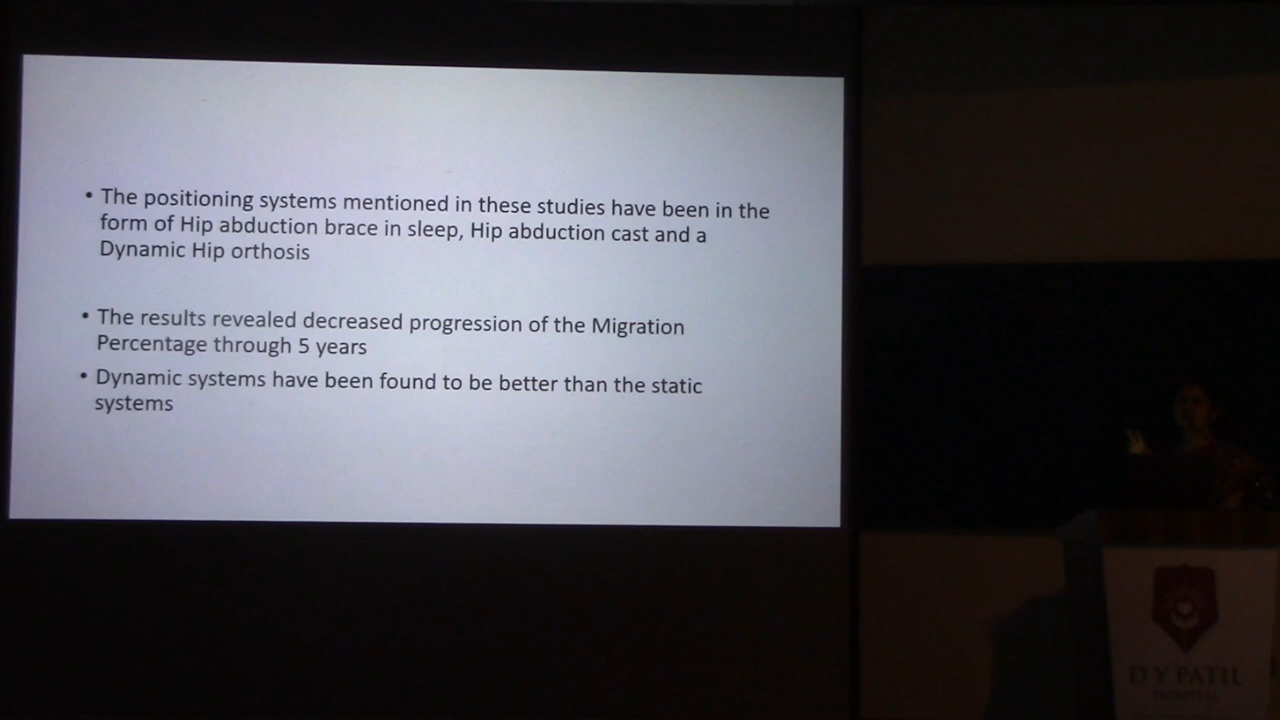 • The positioning systems mentioned in these studies have been in the
form of Hip abduction brace in sleep, Hip abduction cast and a
Dynamic Hip orthosis
• The results revealed decreased progression of the Migration
Percentage through 5 years
• Dynamic systems have been found to be better than the static
systems
D Y PATIL
HOSPITAL